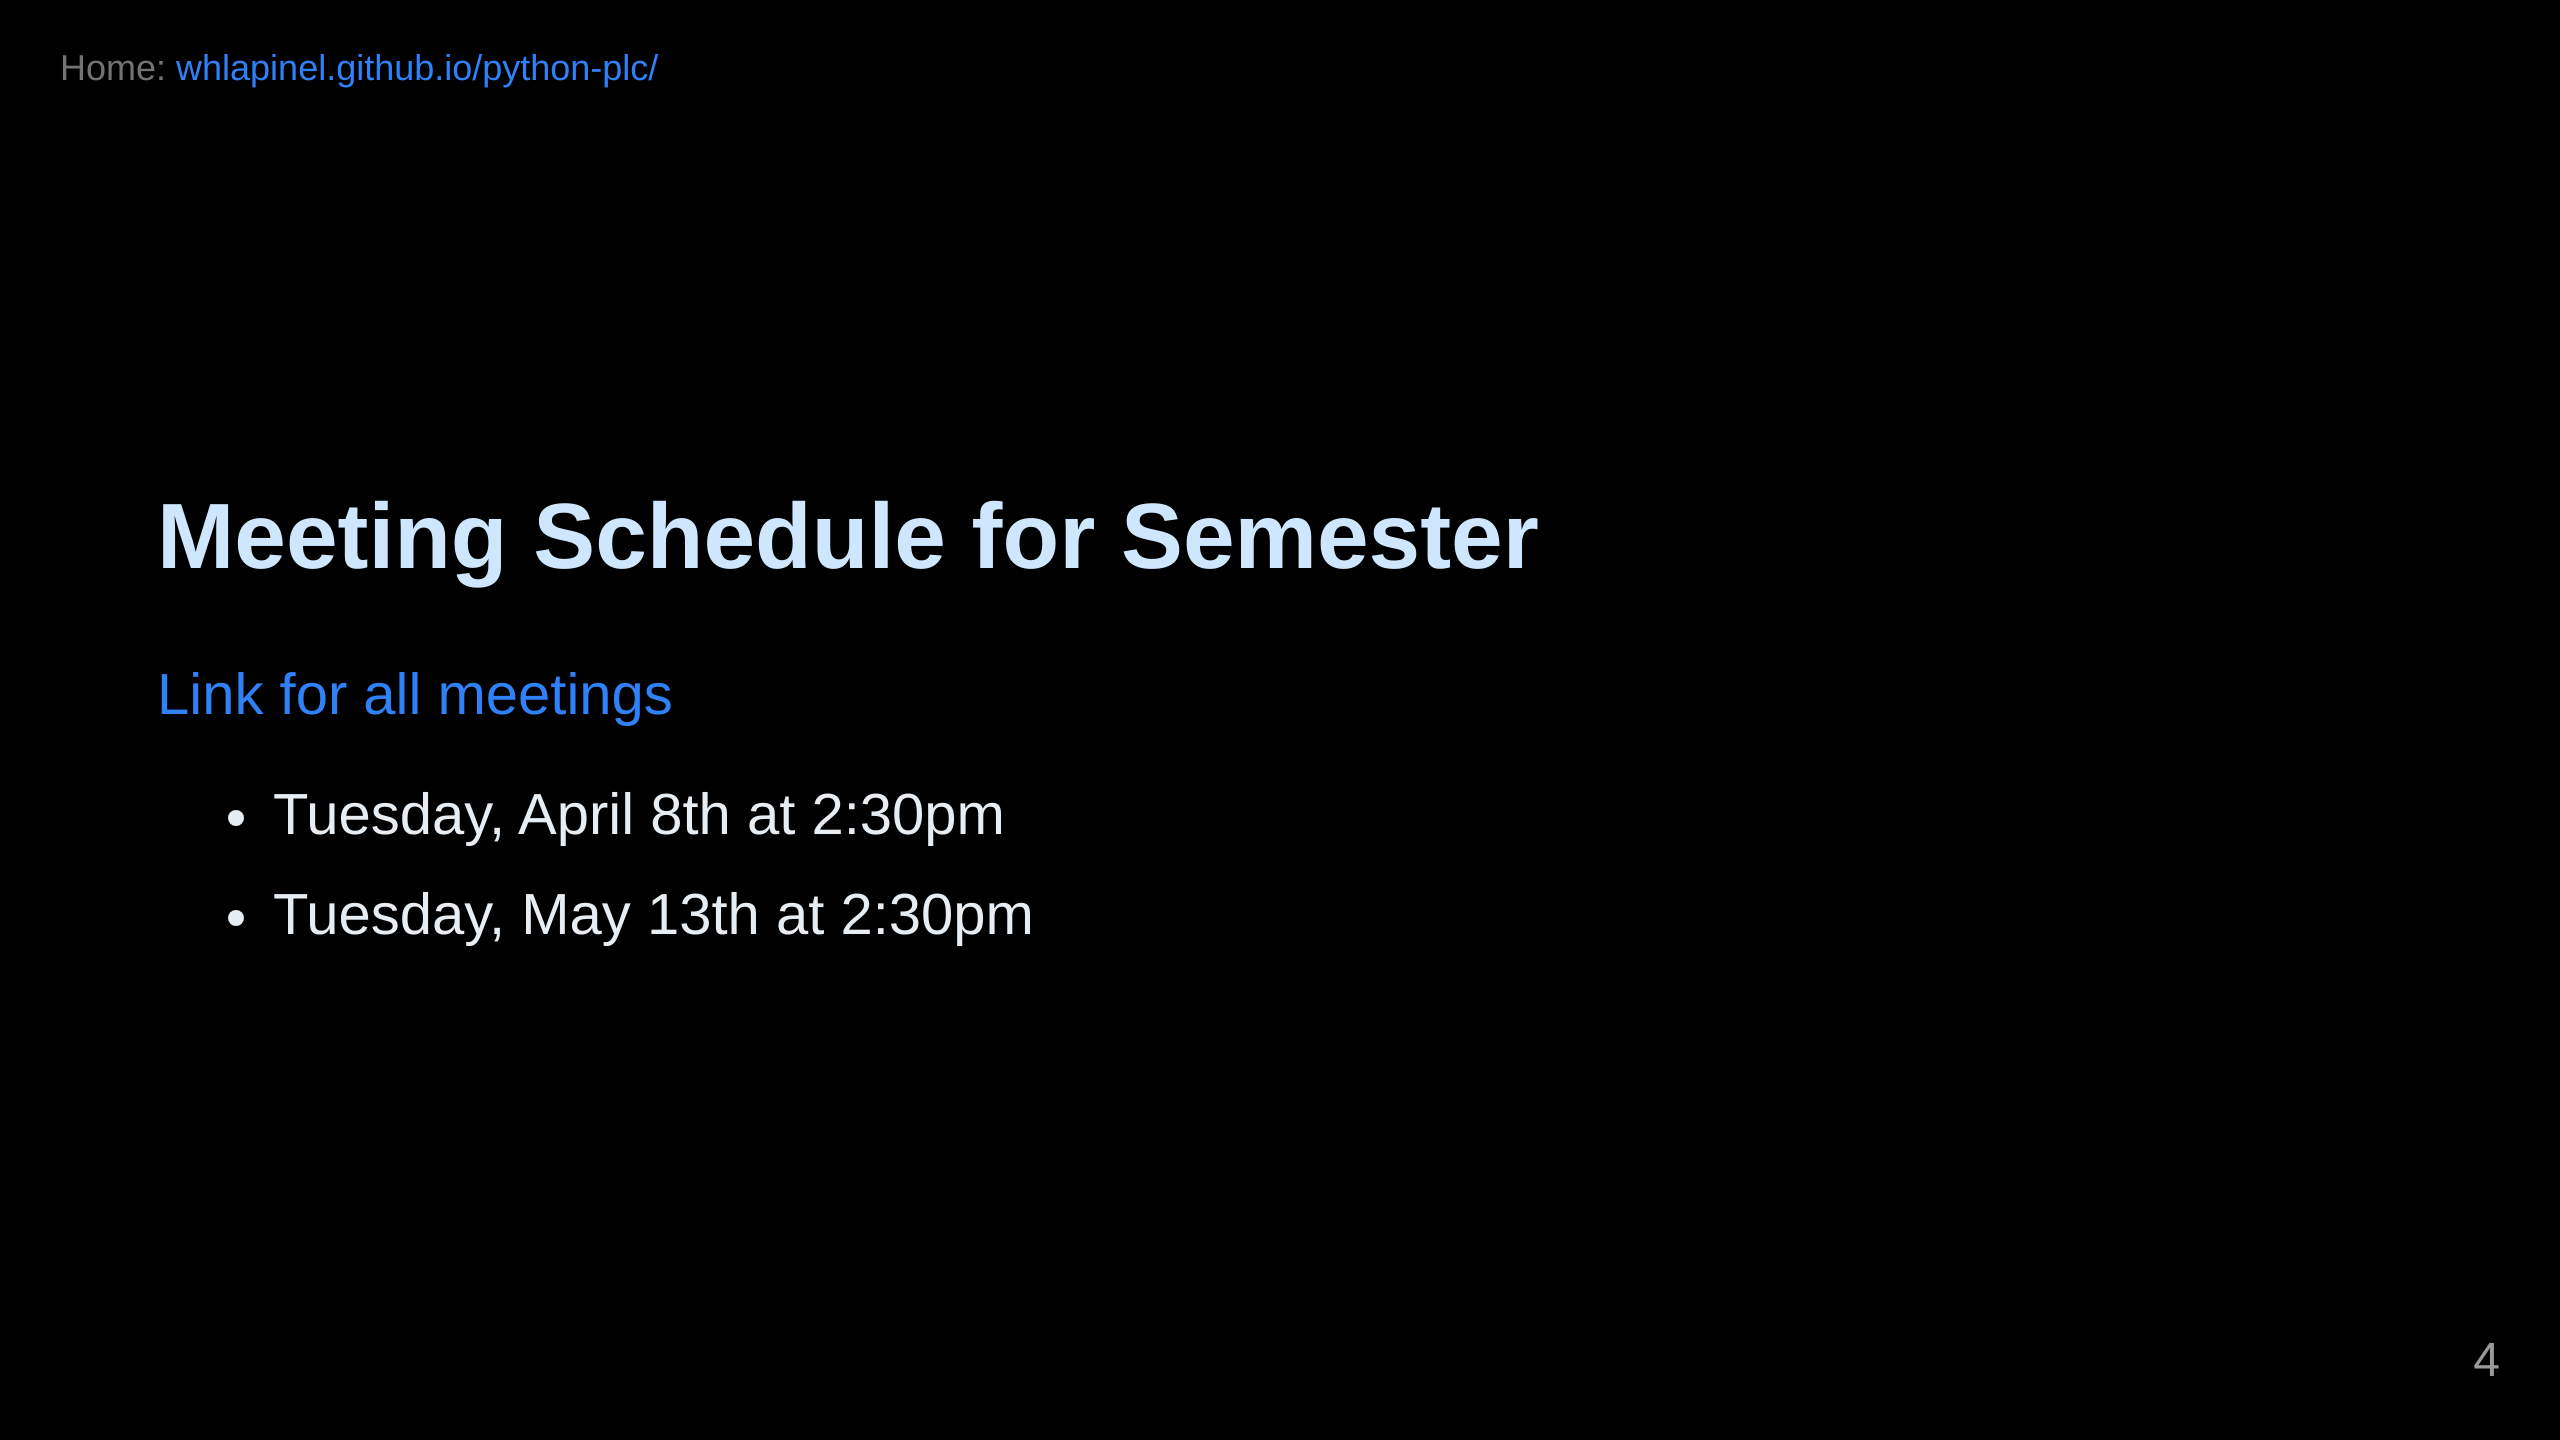 Home: whlapinel.github.io/python-plc/
Meeting Schedule for Semester
Link for all meetings
• Tuesday, April 8th at 2:30pm
• Tuesday, May 13th at 2:30pm
4